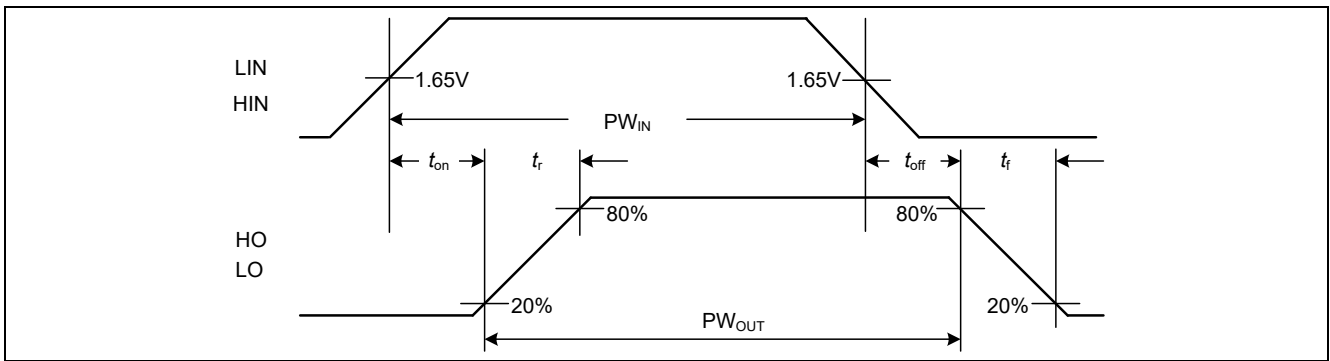 LIN
HIN
1.65V
1.65V
PWIN
ton
tr
toff
tf
80%
80%
HO
LO
20%
20%
PWOUT